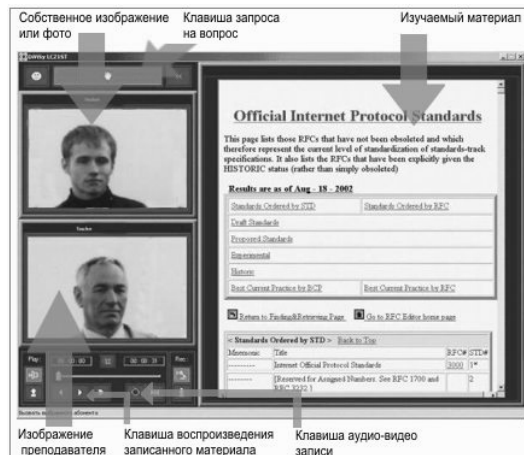 Собственное изображение
или фото
Клавиша запроса
на вопрос
Изучаемый материал
Official Internet Protocol Standards
This page lists those RFCs that have not been obsoleted and which
therefore represent the current level of standardization of standards-track
specifications. It also lists the RFCs that have been explicitly given the
HISTORIC status (rather than simply obsoleted)
Results are as of Aug - 18 - 2002
Standards Ordered by STD
Standards Ordered by RFC
Draft Standards
Proposed Standards
Experimental
Historic
Best Current Practice by BCP
Best Current Practice by RFC
Return to Finding&Retrieving Page
Go to RFC Editor home page
< Standards Ordered by STD > Back to Top
Mnemonic Title RFC# STD#
-------- Internet Official Protocol Standards 3000 1*
-------- [Reserved for Assigned Numbers. See RFC 1700 and 2
RFC 3232.]
Play:
00:00:00
Rec:
Изображение
преподавателя
Клавиша воспроизведения
записанного материала
Клавиша аудио-видео
записи